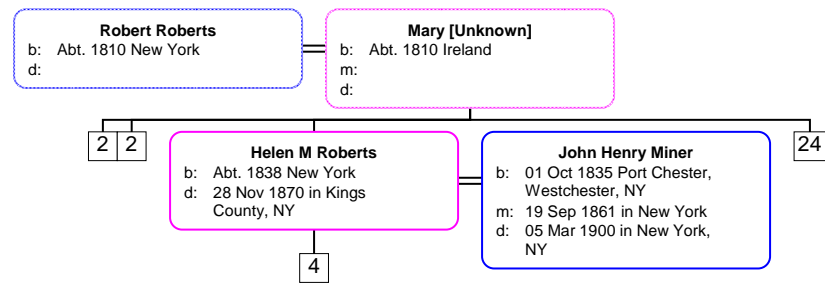 Robert Roberts
b: Abt. 1810 New York
d:
Mary [Unknown]
b: Abt. 1810 Ireland
m:
d:
2
2
24
Helen M Roberts
b: Abt. 1838 New York
d: 28 Nov 1870 in Kings
County, NY
John Henry Miner
b: 01 Oct 1835 Port Chester,
Westchester, NY
m: 19 Sep 1861 in New York
d: 05 Mar 1900 in New York,
NY
4